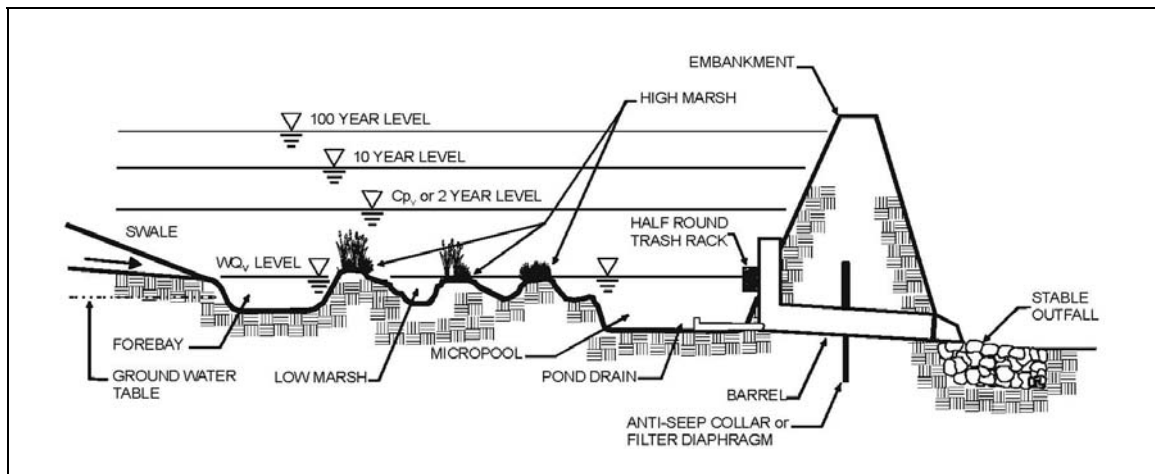 EMBANKMENT
HIGH MARSH
100 YEAR LEVEL
10 YEAR LEVEL
Cpv or 2 YEAR LEVEL
HALF ROUND
TRASH RACK
SWALE
WQv LEVEL
STABLE
OUTFALL
FOREBAY
MICROPOOL
GROUND WATER
TABLE
LOW MARSH
POND DRAIN
BARREL
ANTI-SEEP COLLAR or
FILTER DIAPHRAGM